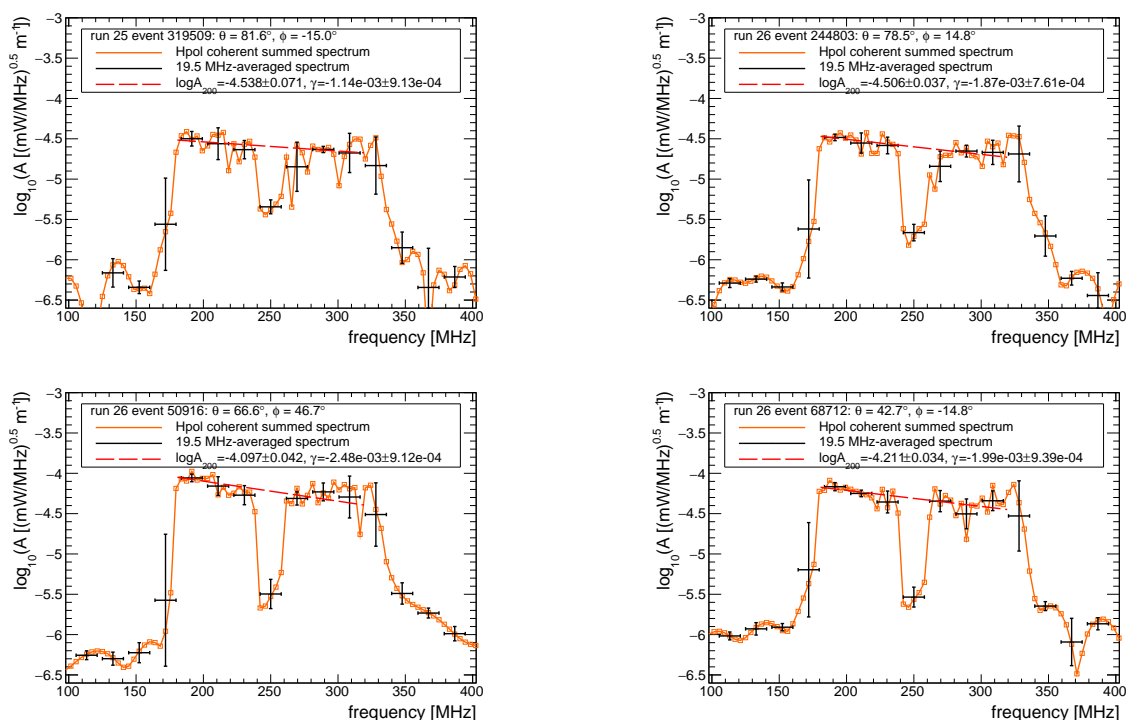 run 25 event 319509: θ = 81.6°, ϕ = -15.0°
Hpol coherent summed spectrum
19.5 MHz-averaged spectrum
logA200=-4.538±0.071, γ=-1.14e-03±9.13e-04
log10(A [(mW/MHz)0.5 m-1])
−3
−3.5
−4
−4.5
−5
−5.5
−6
−6.5
100 150 200 250 300 350 400
frequency [MHz]
run 26 event 244803: θ = 78.5°, ϕ = 14.8°
Hpol coherent summed spectrum
19.5 MHz-averaged spectrum
logA200=-4.506±0.037, γ=-1.87e-03±7.61e-04
log10(A [(mW/MHz)0.5 m-1])
−3
−3.5
−4
−4.5
−5
−5.5
−6
−6.5
100 150 200 250 300 350 400
frequency [MHz]
run 26 event 50916: θ = 66.6°, ϕ = 46.7°
Hpol coherent summed spectrum
19.5 MHz-averaged spectrum
logA200=-4.097±0.042, γ=-2.48e-03±9.12e-04
log10(A [(mW/MHz)0.5 m-1])
−3
−3.5
−4
−4.5
−5
−5.5
−6
−6.5
100 150 200 250 300 350 400
frequency [MHz]
run 26 event 68712: θ = 42.7°, ϕ = -14.8°
Hpol coherent summed spectrum
19.5 MHz-averaged spectrum
logA200=-4.211±0.034, γ=-1.99e-03±9.39e-04
log10(A [(mW/MHz)0.5 m-1])
−3
−3.5
−4
−4.5
−5
−5.5
−6
−6.5
100 150 200 250 300 350 400
frequency [MHz]